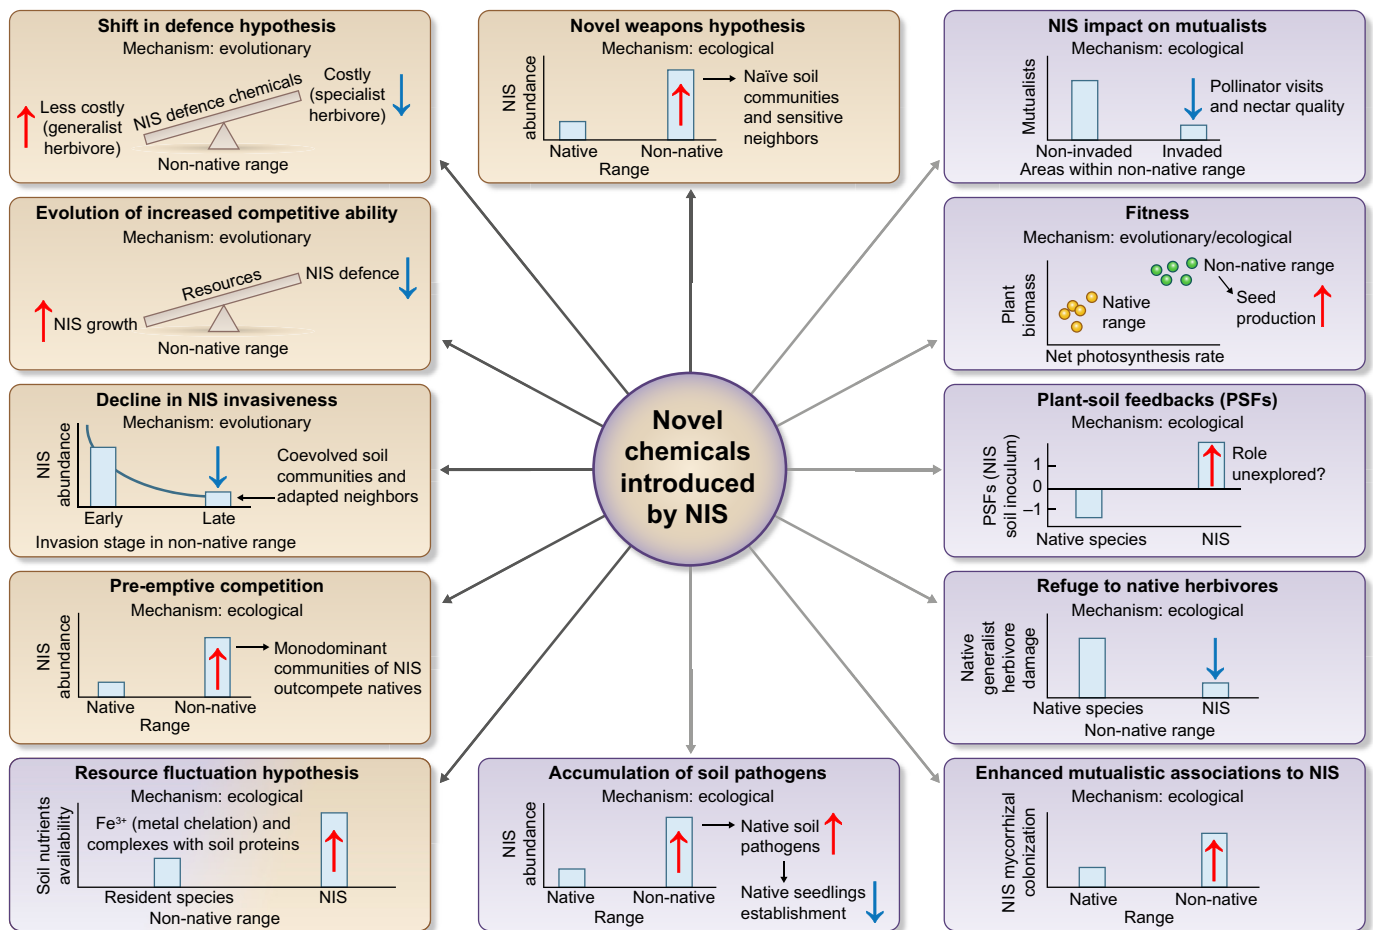 Shift in defence hypothesis
Mechanism: evolutionary
Less costly
(generalist
herbivore)
NIS defence chemicals
Costly
(specialist
herbivore)
Non-native range
Novel weapons hypothesis
Mechanism: ecological
NIS
abundance
Native
Non-native
Range
Naïve soil
communities
and sensitive
neighbors
NIS impact on mutualists
Mechanism: ecological
Mutualists
Pollinator visits
and nectar quality
Non-invaded
Invaded
Areas within non-native range
Evolution of increased competitive ability
Mechanism: evolutionary
NIS growth
Resources
NIS defence
Non-native range
Fitness
Mechanism: evolutionary/ecological
Plant
biomass
Native
range
Non-native range
Seed
production
Net photosynthesis rate
Decline in NIS invasiveness
Mechanism: evolutionary
NIS
abundance
Coevolved soil
communities and
adapted neighbors
Early
Late
Invasion stage in non-native range
Novel
chemicals
introduced
by NIS
Plant-soil feedbacks (PSFs)
Mechanism: ecological
PSFs (NIS
soil inoculum)
1
0
–1
Role
unexplored?
Native species
NIS
Pre-emptive competition
Mechanism: ecological
NIS
abundance
Monodominant
communities of NIS
outcompete natives
Native
Non-native
Range
Refuge to native herbivores
Mechanism: ecological
Native
generalist
herbivore
damage
Native species
NIS
Non-native range
Resource fluctuation hypothesis
Mechanism: ecological
Soil nutrients
availability
Fe³⁺ (metal chelation) and
complexes with soil proteins
Resident species
NIS
Non-native range
Accumulation of soil pathogens
Mechanism: ecological
NIS
abundance
Native
Non-native
Range
Native soil
pathogens
Native seedlings
establishment
Enhanced mutualistic associations to NIS
Mechanism: ecological
NIS mycorrhizal
colonization
Native
Non-native
Range